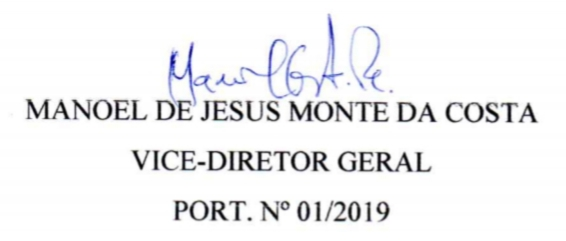 MANOEL DE JESUS MONTE DA COSTA
VICE-DIRETOR GERAL
PORT. Nº 01/2019